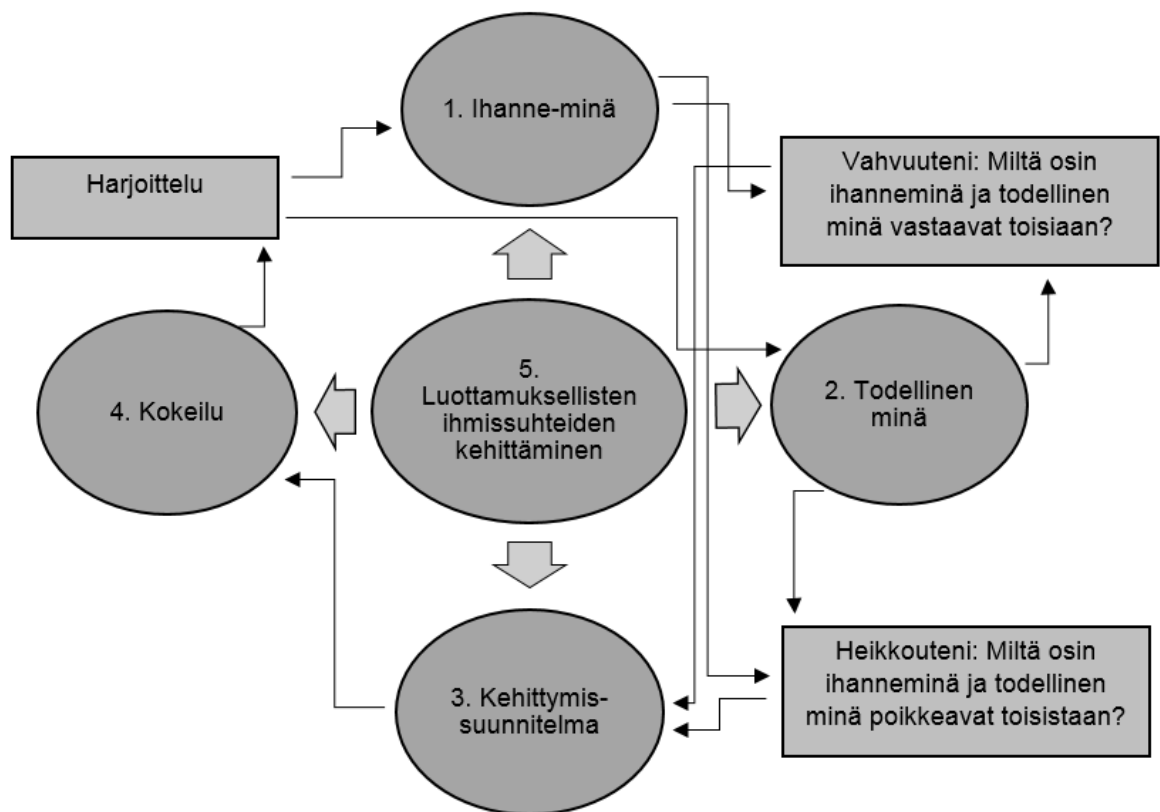 1. Ihanne-minä
Harjoittelu
Vahvuuteni: Miltä osin
ihanneminä ja todellinen
minä vastaavat toisiaan?
4. Kokeilu
5.
Luottamuksellisten
ihmissuhteiden
kehittäminen
2. Todellinen
minä
3. Kehittymis-
suunnitelma
Heikkouteni: Miltä osin
ihanneminä ja todellinen
minä poikkeavat toisistaan?